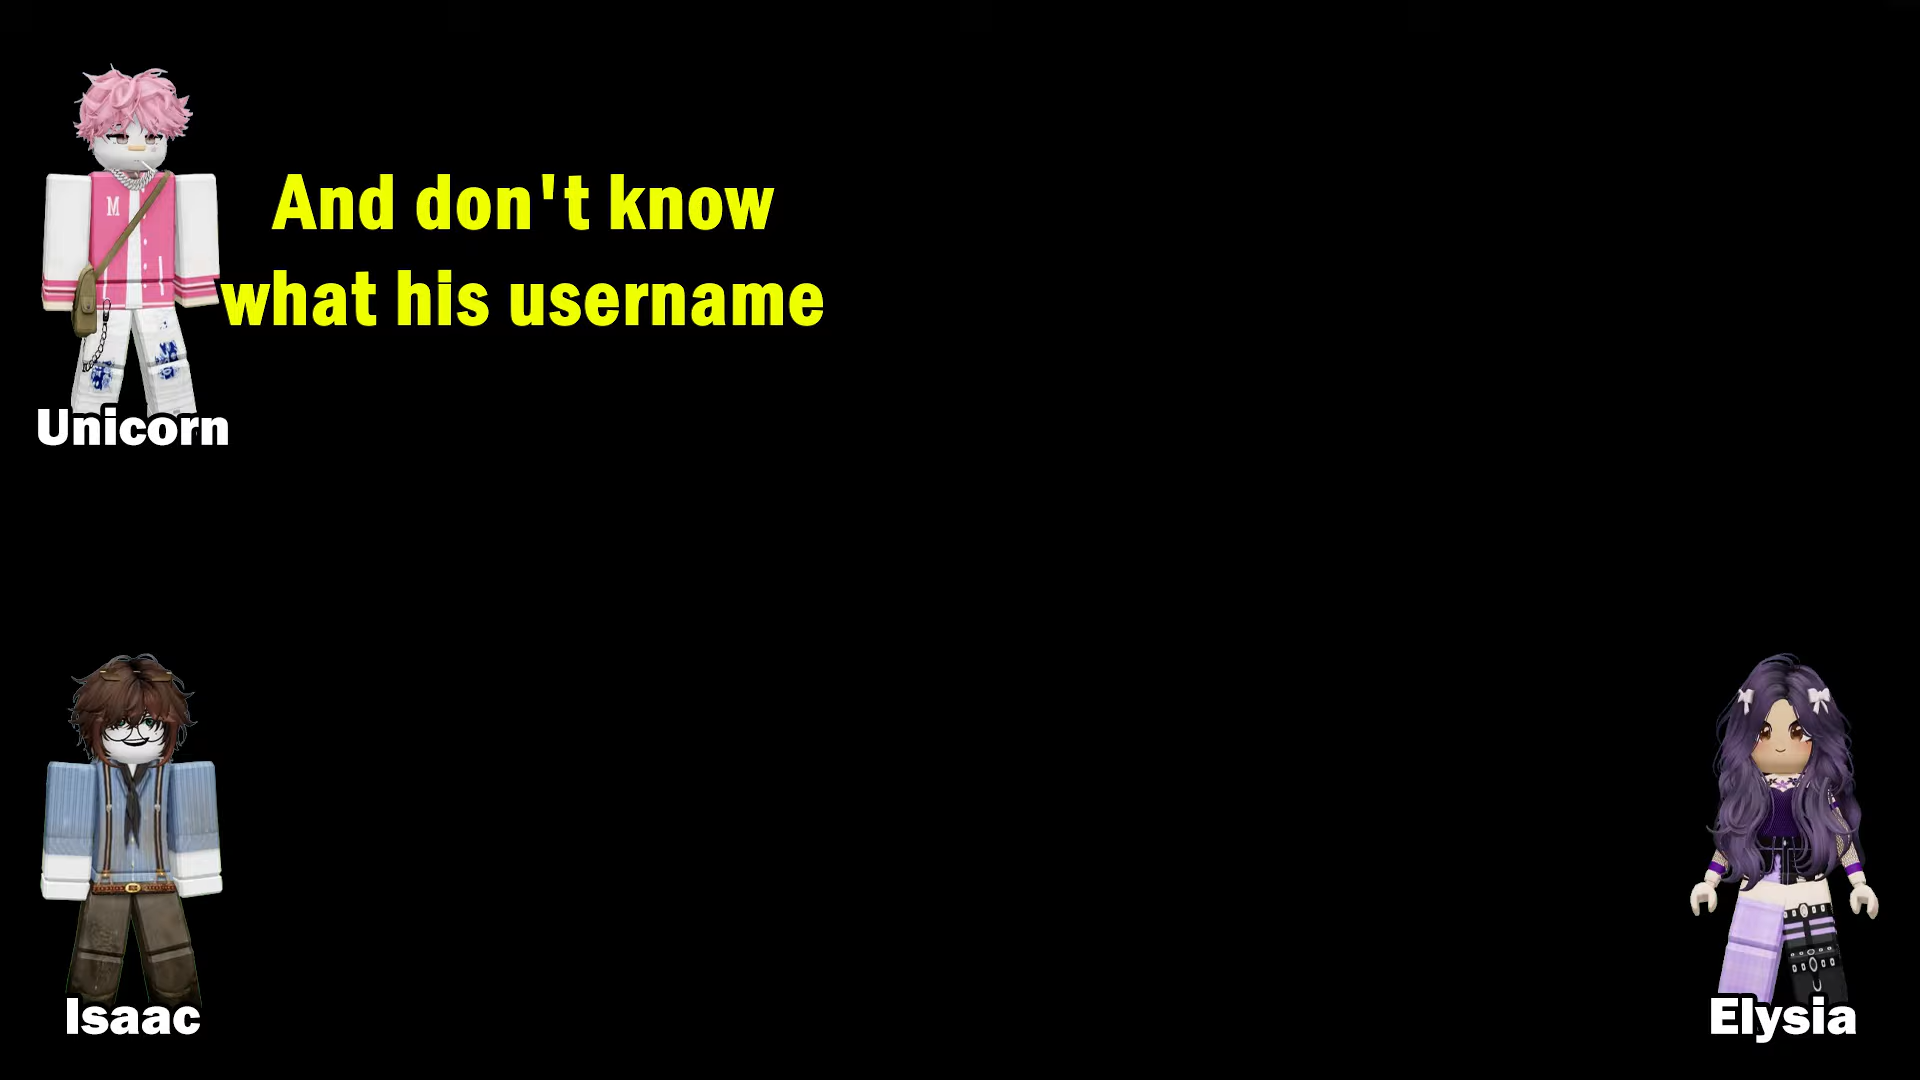 And don't know
what his username
M
Unicorn
Isaac
Elysia